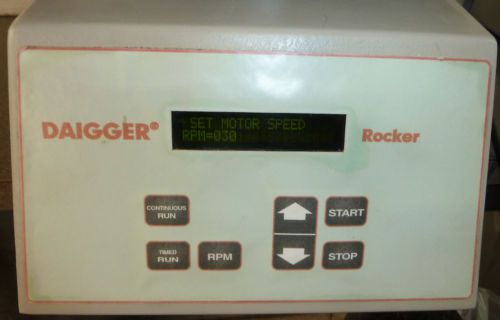 SET MOTOR SPEED
RPM=030
DAIGGER®
Rocker
CONTINUOUS
RUN
START
TIMED
RUN
RPM
STOP